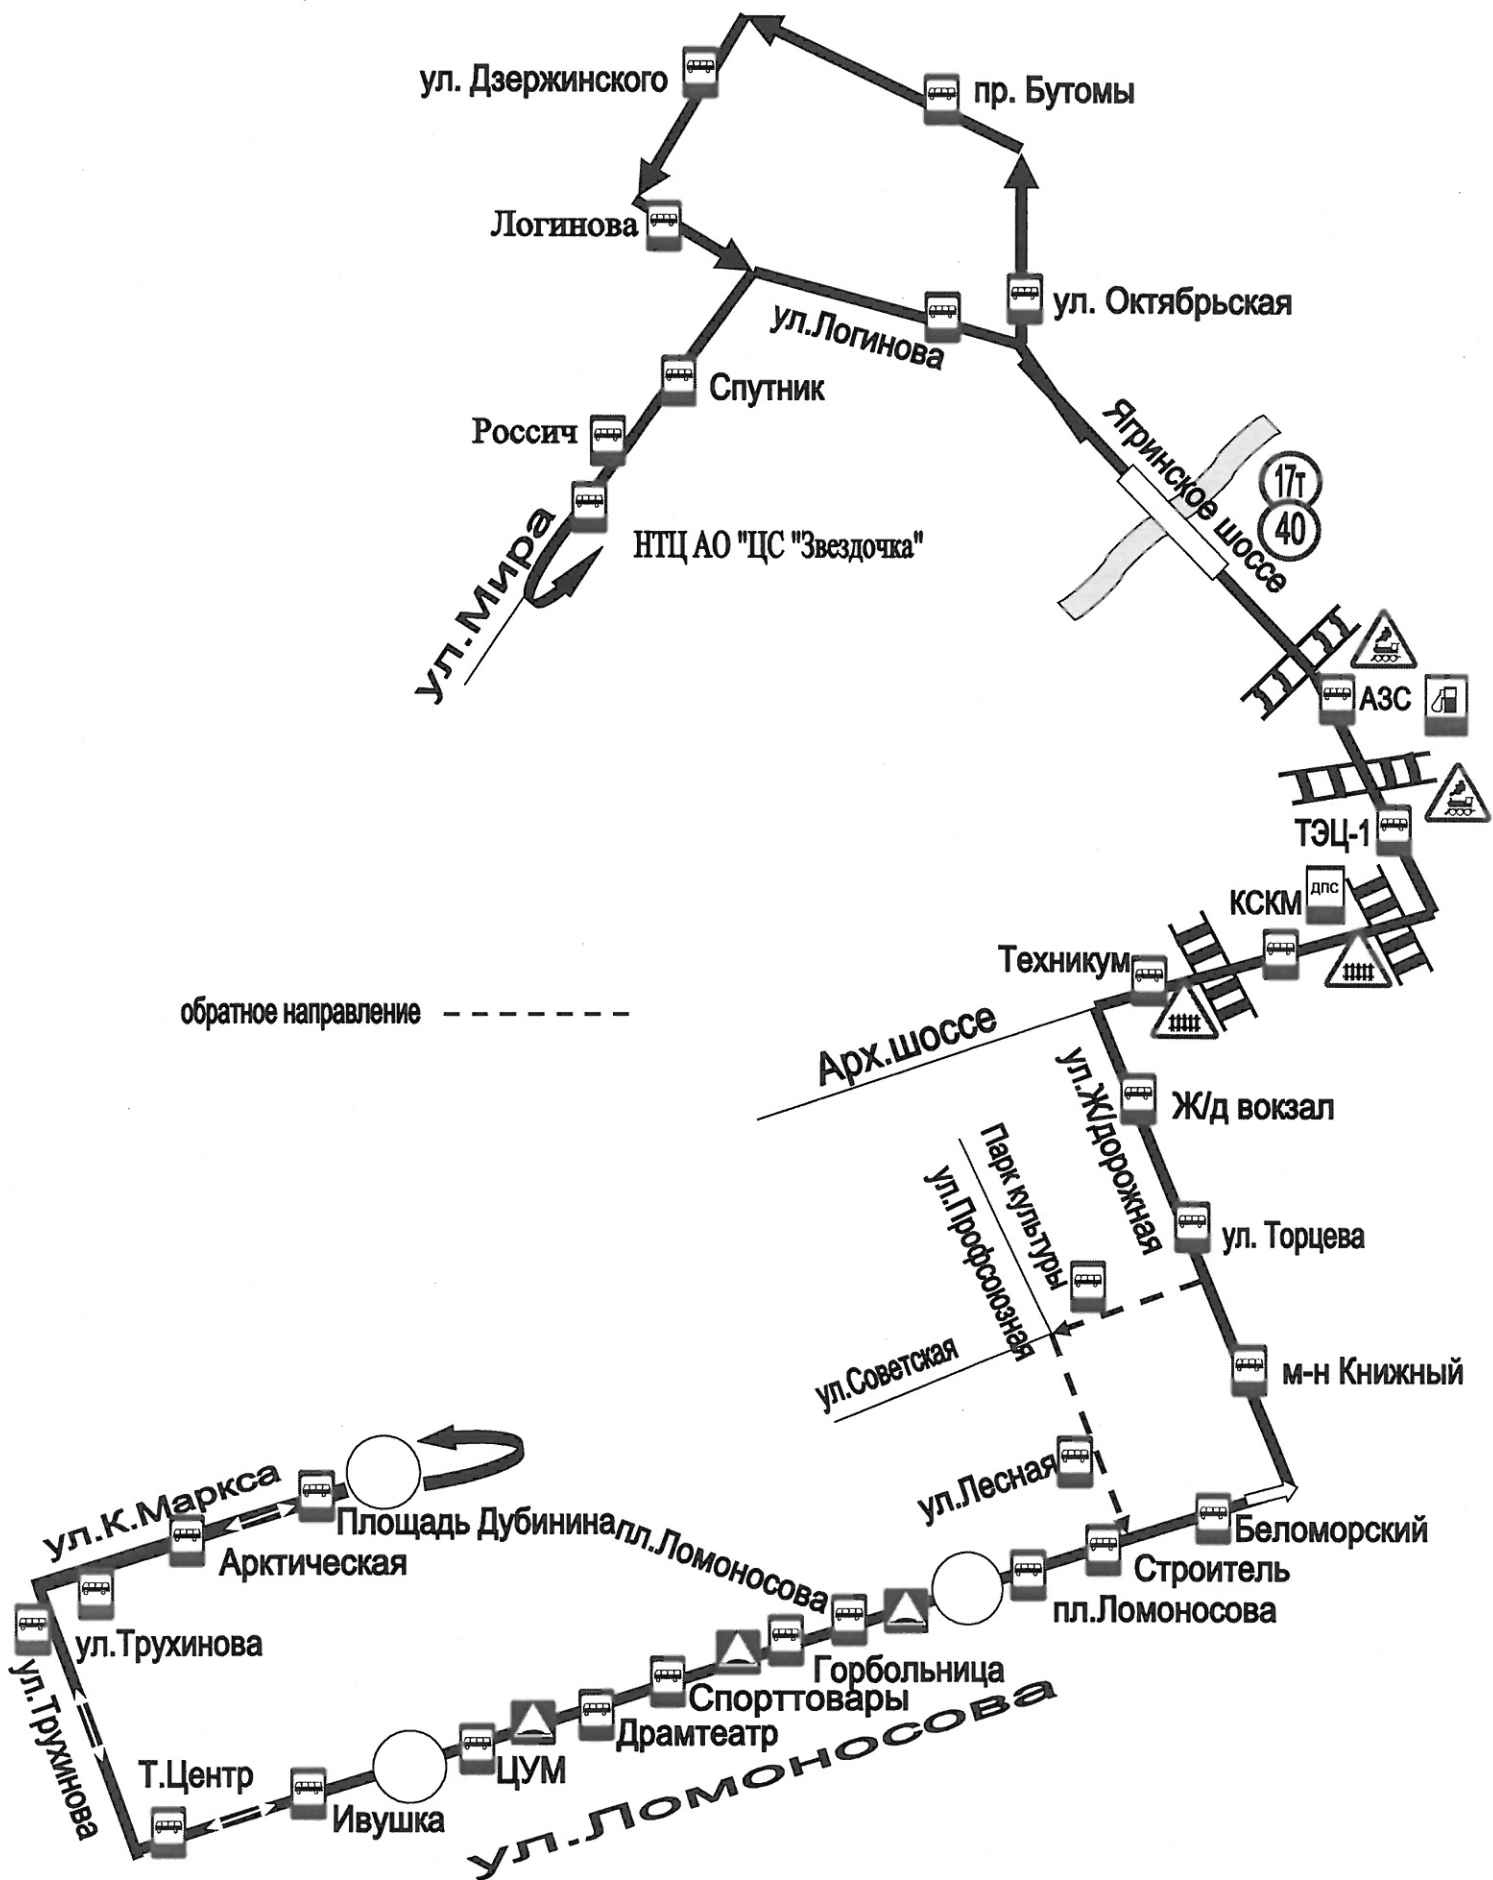 ул. Дзержинского
пр. Бутомы
Логинова
ул. Октябрьская
ул.Логинова
Спутник
Россич
Ягринское шоссе
17т
40
НТЦ АО "ЦС "Звездочка"
ул.Мира
АЗС
ТЭЦ-1
ДПС
КСКМ
Техникум
обратное направление
Арх.шоссе
ул.Ж/дорожная
Ж/д вокзал
Парк культуры
ул.Профсоюзная
ул. Торцева
ул.Советская
м-н Книжный
ул.Лесная
ул.К.Маркса
Площадь Дубинина
пл.Ломоносова
Беломорский
Арктическая
Строитель
пл.Ломоносова
ул.Трухинова
ул.Трухинова
Горбольница
Спорттовары
Драмтеатр
ЦУМ
Т.Центр
Ивушка
ул.Ломоносова